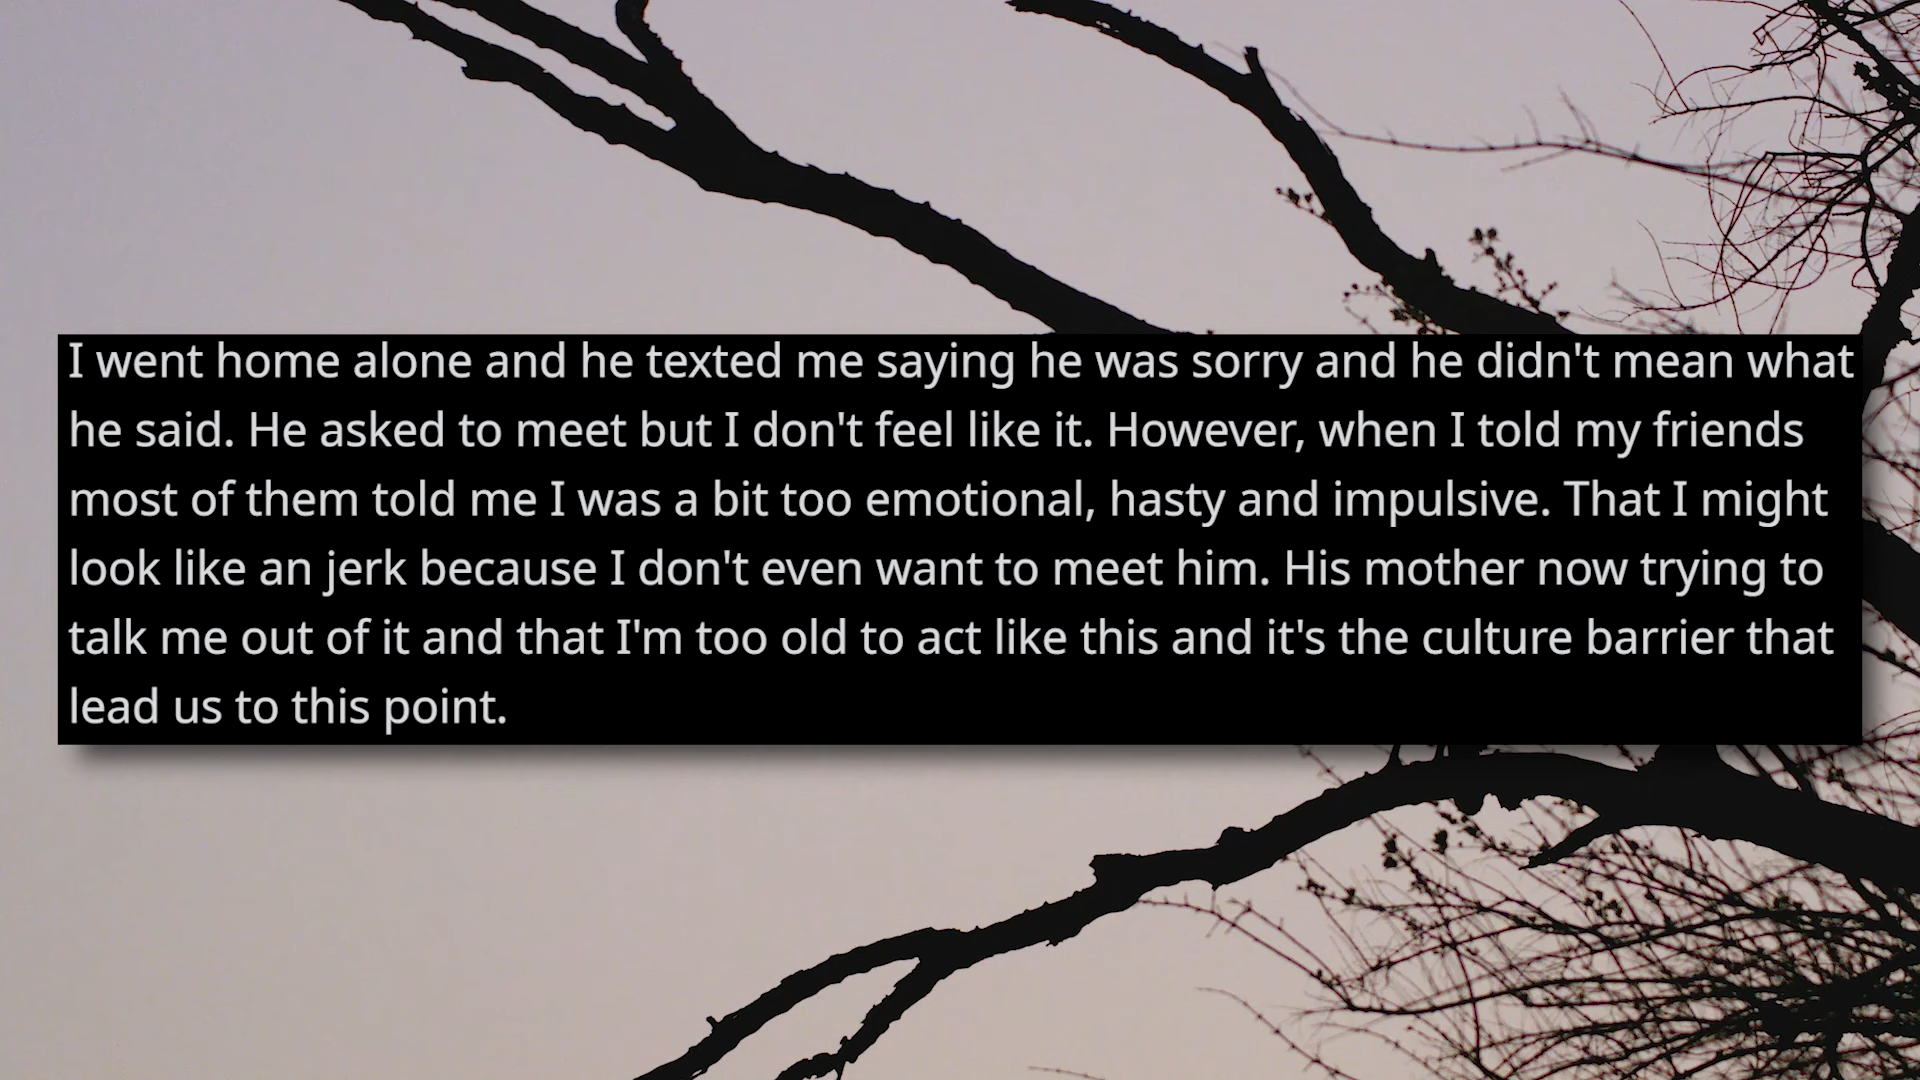 I went home alone and he texted me saying he was sorry and he didn't mean what
he said. He asked to meet but I don't feel like it. However, when I told my friends
most of them told me I was a bit too emotional, hasty and impulsive. That I might
look like an jerk because I don't even want to meet him. His mother now trying to
talk me out of it and that I'm too old to act like this and it's the culture barrier that
lead us to this point.